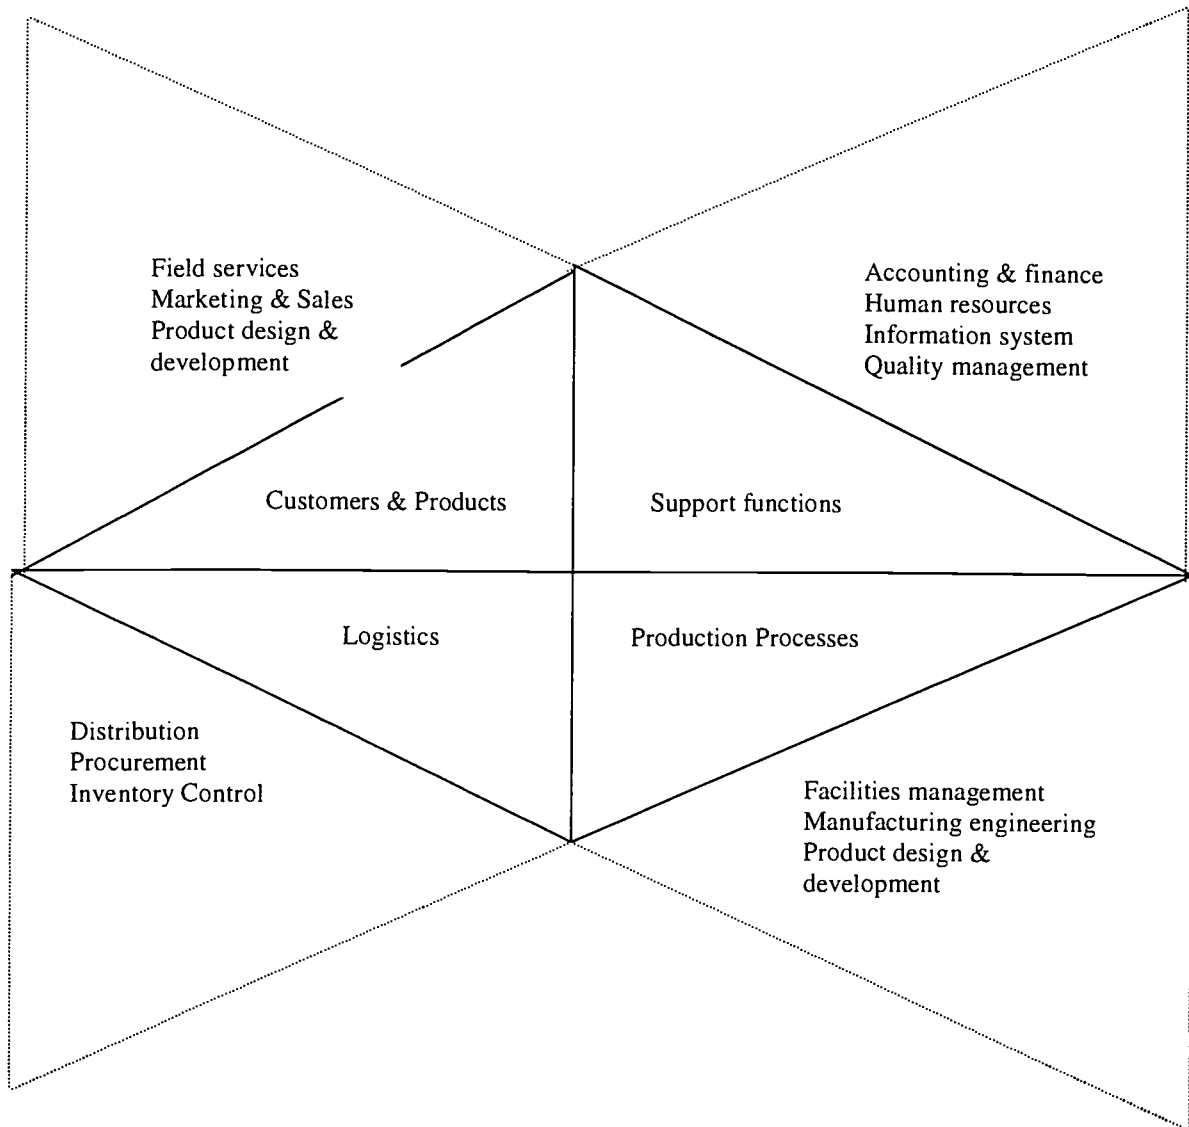 Field services
Marketing & Sales
Product design &
development
Accounting & finance
Human resources
Information system
Quality management
Customers & Products
Support functions
Logistics
Production Processes
Distribution
Procurement
Inventory Control
Facilities management
Manufacturing engineering
Product design &
development